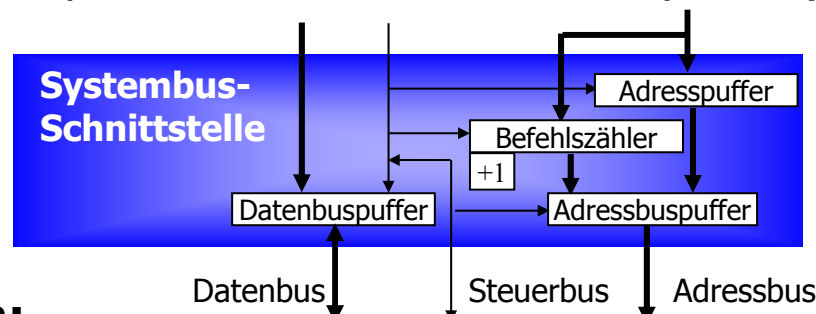 Systembus-
Schnittstelle
Adresspuffer
Befehlszähler
+1
Datenbuspuffer
Adressbuspuffer
Datenbus
Steuerbus
Adressbus